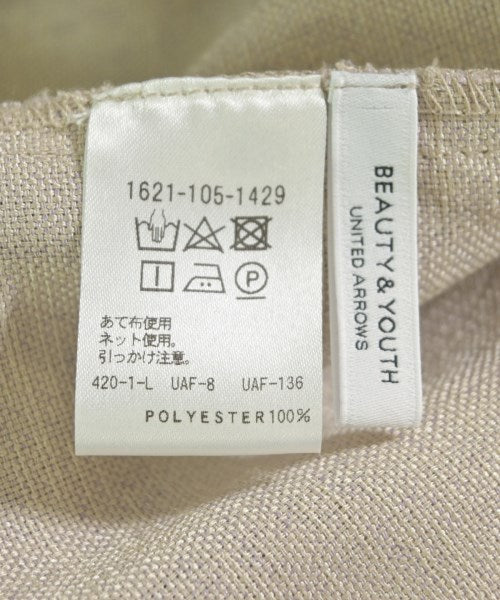 1621-105-1429
P
あて布使用
ネット使用。
引っかけ注意。
420-1-L UAF-8 UAF-136
POLYESTER100%
BEAUTY & YOUTH
UNITED ARROWS